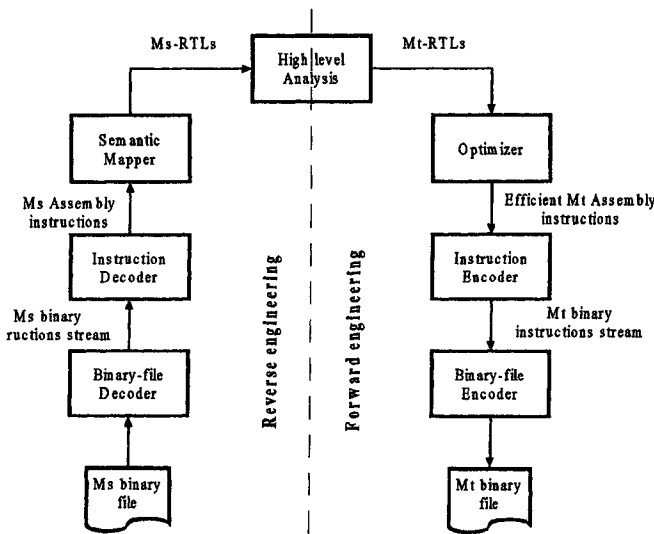 Ms-RTLs
High level
Analysis
Mt-RTLs
Semantic
Mapper
Optimizer
Ms Assembly
instructions
Efficient Mt Assembly
instructions
Instruction
Decoder
Instruction
Encoder
Ms binary
ructions stream
Mt binary
instructions stream
Binary-file
Decoder
Binary-file
Encoder
Reverse engineering
Forward engineering
Ms binary
file
Mt binary
file